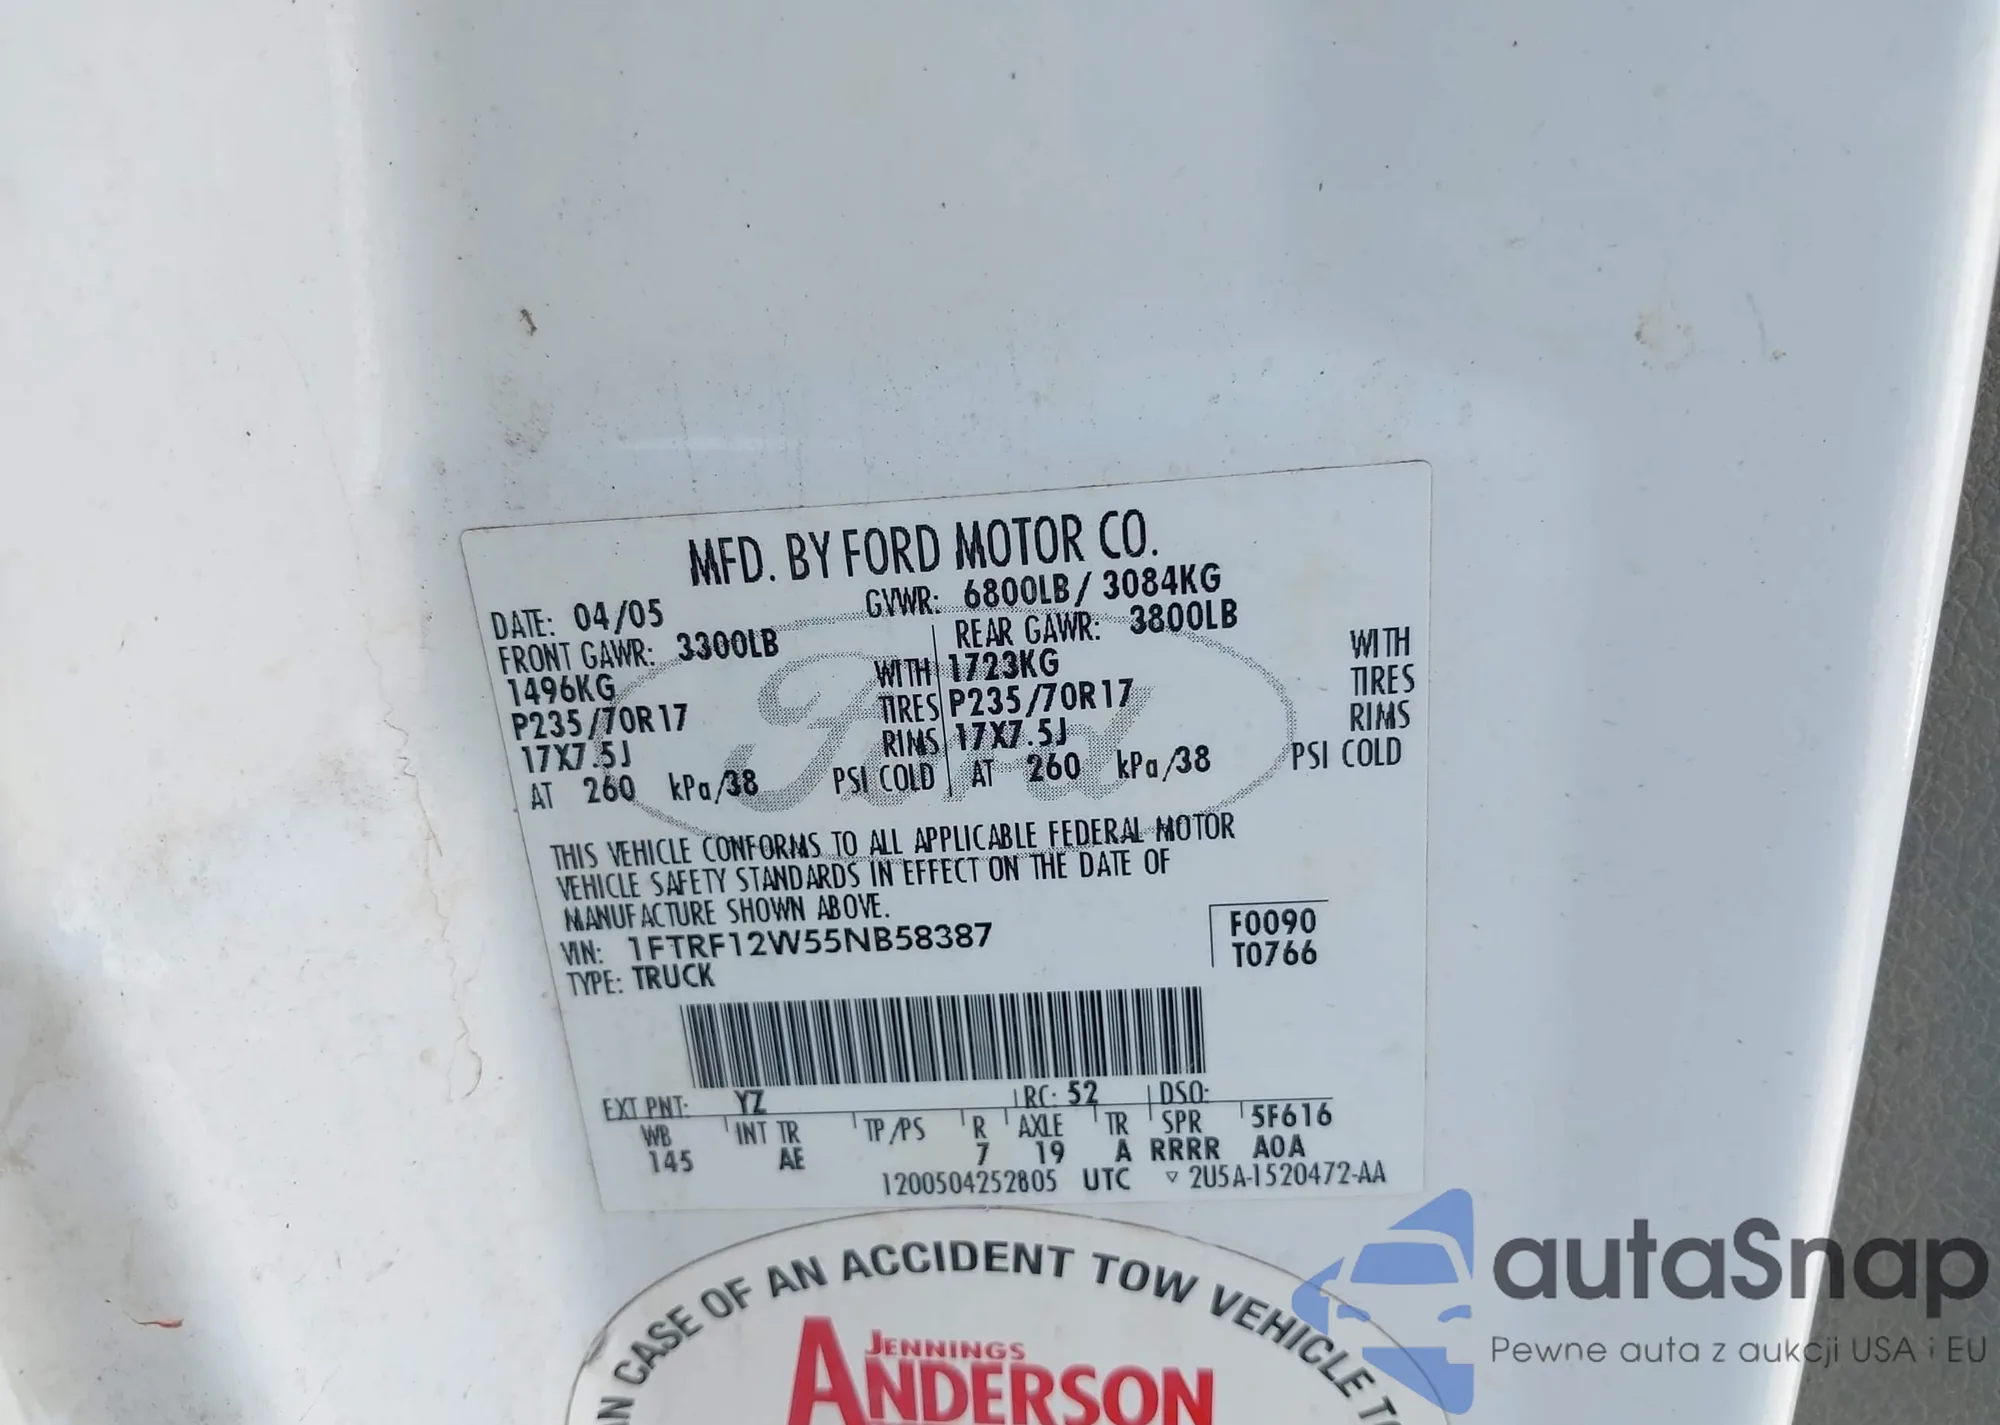 MFD. BY FORD MOTOR CO.
DATE: 04/05 GVWR: 6800LB / 3084KG
FRONT GAWR: 3300LB REAR GAWR: 3800LB
1496KG WITH 1723KG WITH
P235/70R17 TIRES P235/70R17 TIRES
17X7.5J RIMS 17X7.5J RIMS
AT 260 kPa/38 PSI COLD AT 260 kPa/38 PSI COLD
THIS VEHICLE CONFORMS TO ALL APPLICABLE FEDERAL MOTOR
VEHICLE SAFETY STANDARDS IN EFFECT ON THE DATE OF
MANUFACTURE SHOWN ABOVE.
VIN: 1FTRF12W55NB58387 F0090
TYPE: TRUCK T0766
EXT PNT: YZ RC: 52 DSO:
WB INT TR TP/PS R AXLE TR SPR 5F616
145 AE 7 19 A RRRR A0A
1200504252805 UTC ▽ 2U5A-1520472-AA
Ford
IN CASE OF AN ACCIDENT TOW VEHICLE TO
JENNINGS
ANDERSON
autaSnap
Pewne auta z aukcji USA i EU